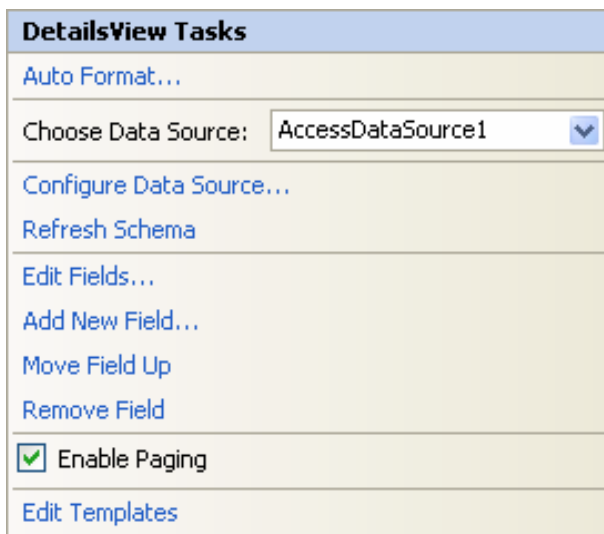 DetailsView Tasks
Auto Format...
Choose Data Source: AccessDataSource1
Configure Data Source...
Refresh Schema
Edit Fields...
Add New Field...
Move Field Up
Remove Field
Enable Paging
Edit Templates